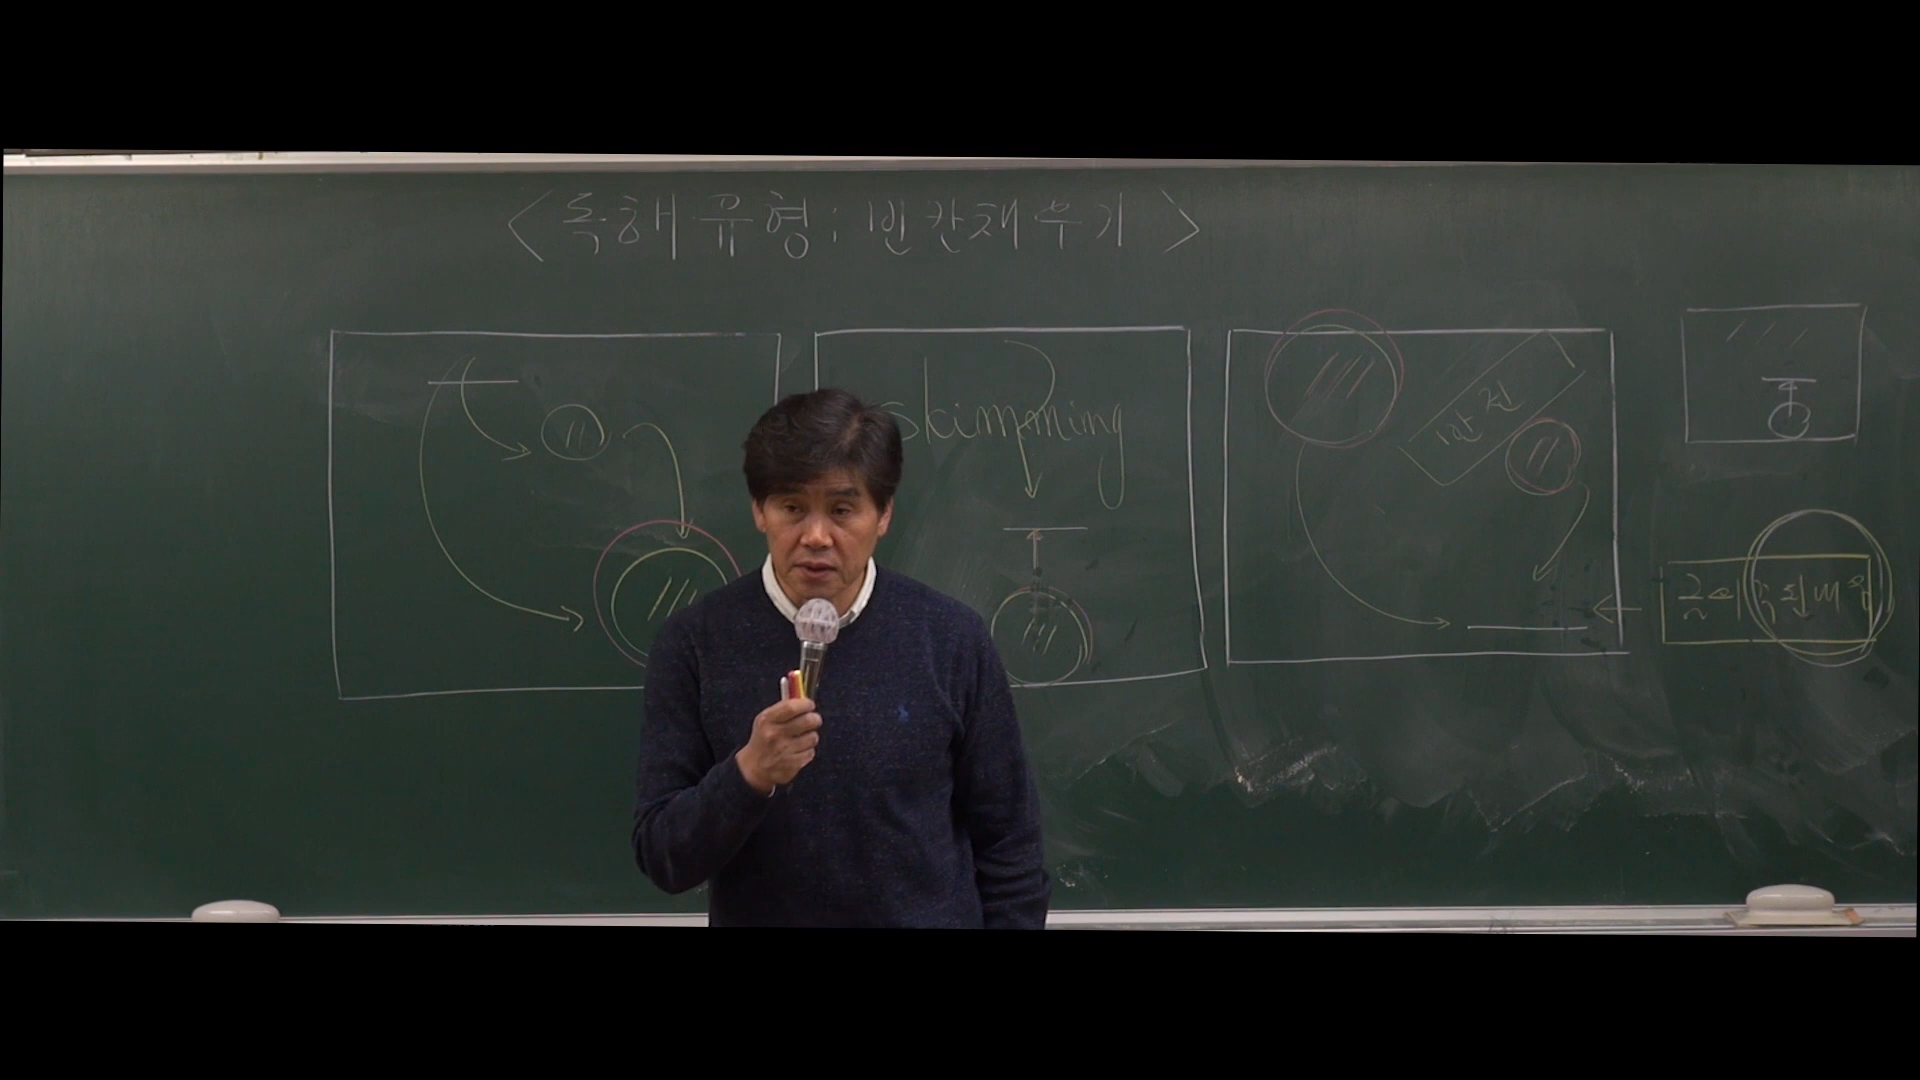 <독해 유형: 빈칸채우기>
skimming
반전
글의 핵심내용